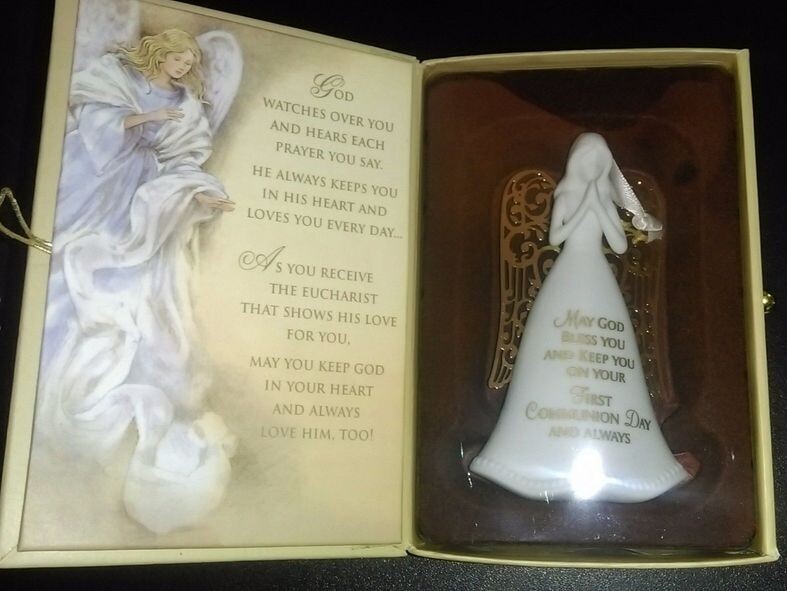 GOD
WATCHES OVER YOU
AND HEARS EACH
PRAYER YOU SAY.
HE ALWAYS KEEPS YOU
IN HIS HEART AND
LOVES YOU EVERY DAY...
AS YOU RECEIVE
THE EUCHARIST
THAT SHOWS HIS LOVE
FOR YOU,
MAY YOU KEEP GOD
IN YOUR HEART
AND ALWAYS
LOVE HIM, TOO!
MAY GOD
BLESS YOU
AND KEEP YOU
ON YOUR
FIRST
COMMUNION DAY
AND ALWAYS